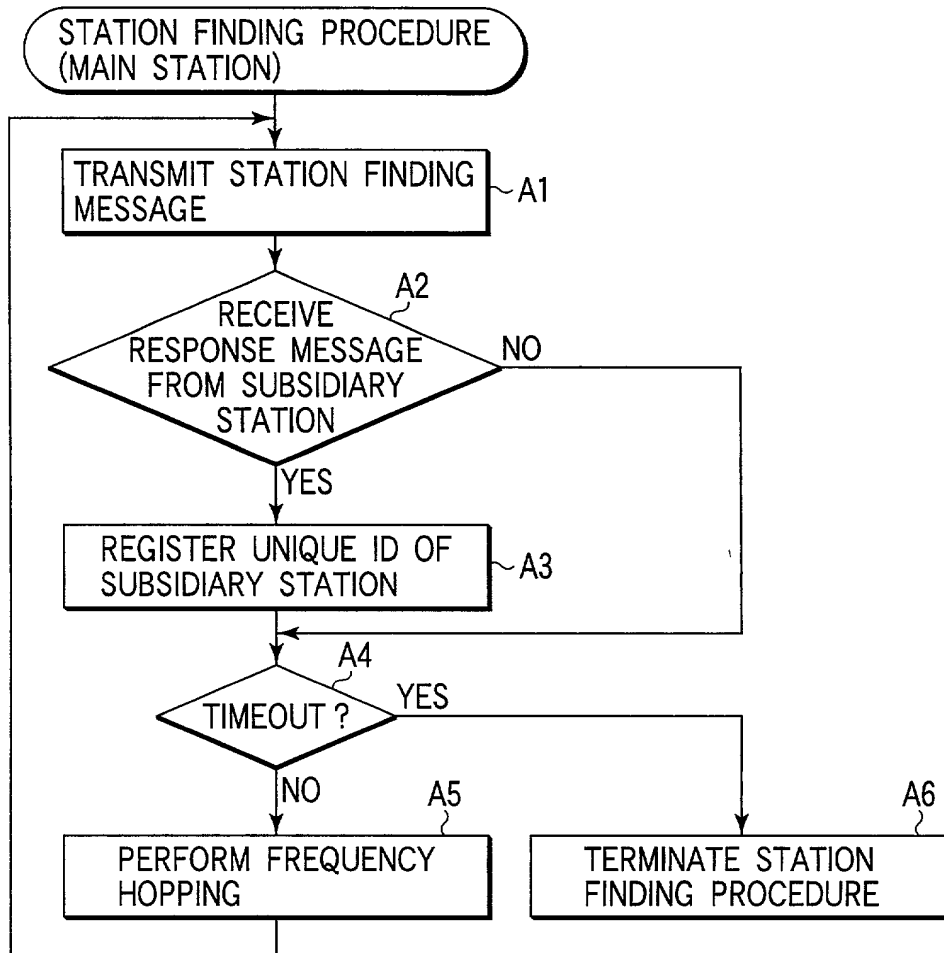 STATION FINDING PROCEDURE
(MAIN STATION)
TRANSMIT STATION FINDING
MESSAGE
A1
A2
RECEIVE
RESPONSE MESSAGE
FROM SUBSIDIARY
STATION
NO
YES
REGISTER UNIQUE ID OF
SUBSIDIARY STATION
A3
A4
TIMEOUT ?
YES
NO
A5
PERFORM FREQUENCY
HOPPING
A6
TERMINATE STATION
FINDING PROCEDURE